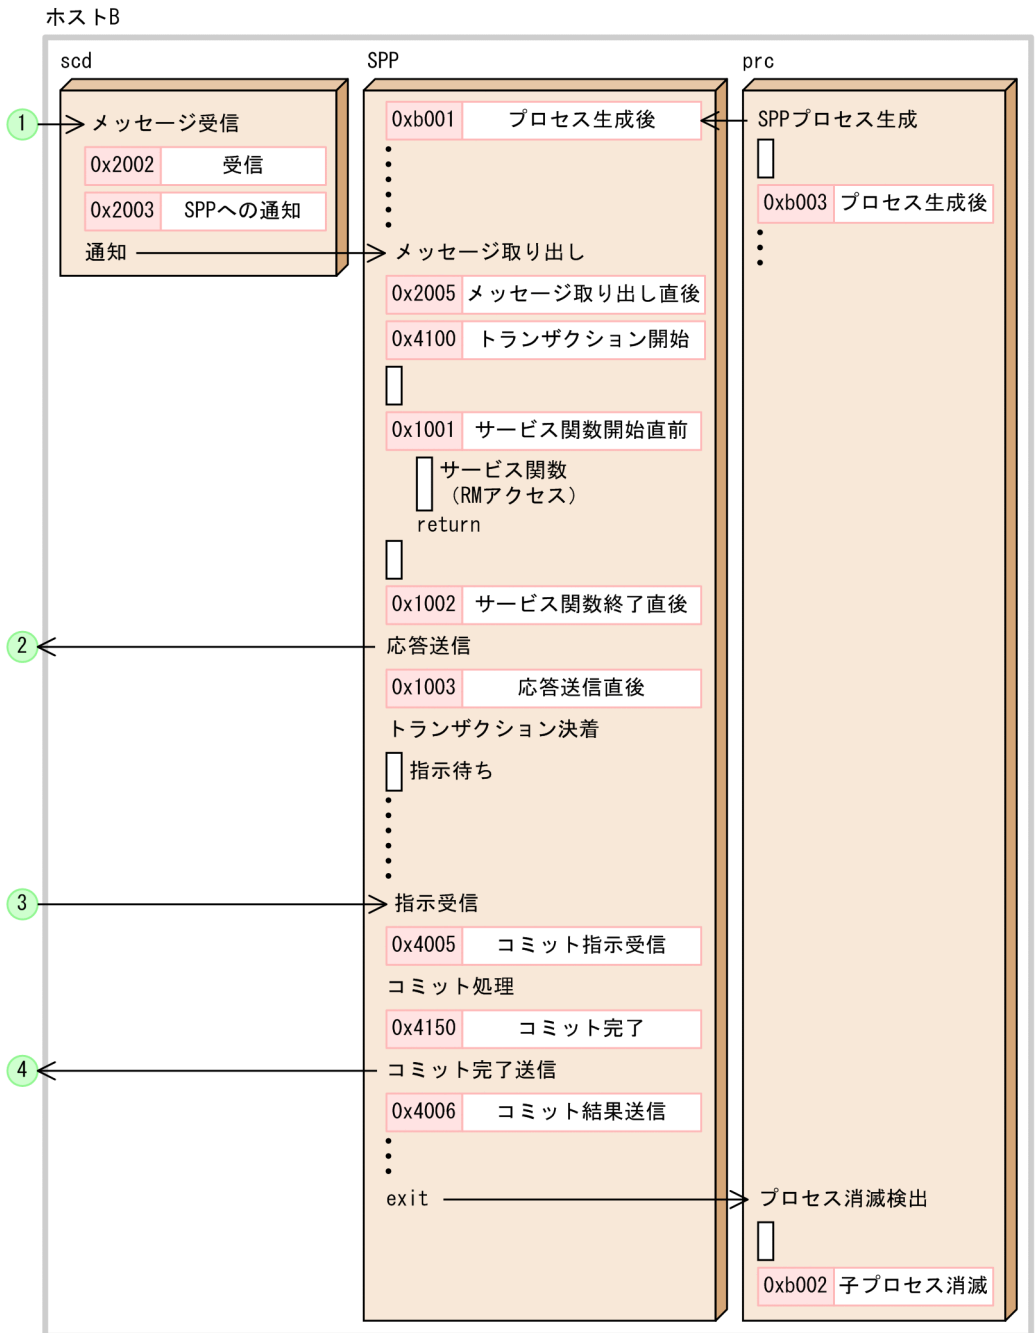 ホストB
scd
SPP
prc
1
メッセージ受信
0x2002 受信
0x2003 SPPへの通知
通知
0xb001 プロセス生成後
メッセージ取り出し
0x2005 メッセージ取り出し直後
0x4100 トランザクション開始
0x1001 サービス関数開始直前
サービス関数
（RMアクセス）
return
0x1002 サービス関数終了直後
2
応答送信
0x1003 応答送信直後
トランザクション決着
指示待ち
3
指示受信
0x4005 コミット指示受信
コミット処理
0x4150 コミット完了
4
コミット完了送信
0x4006 コミット結果送信
exit
SPPプロセス生成
0xb003 プロセス生成後
プロセス消滅検出
0xb002 子プロセス消滅